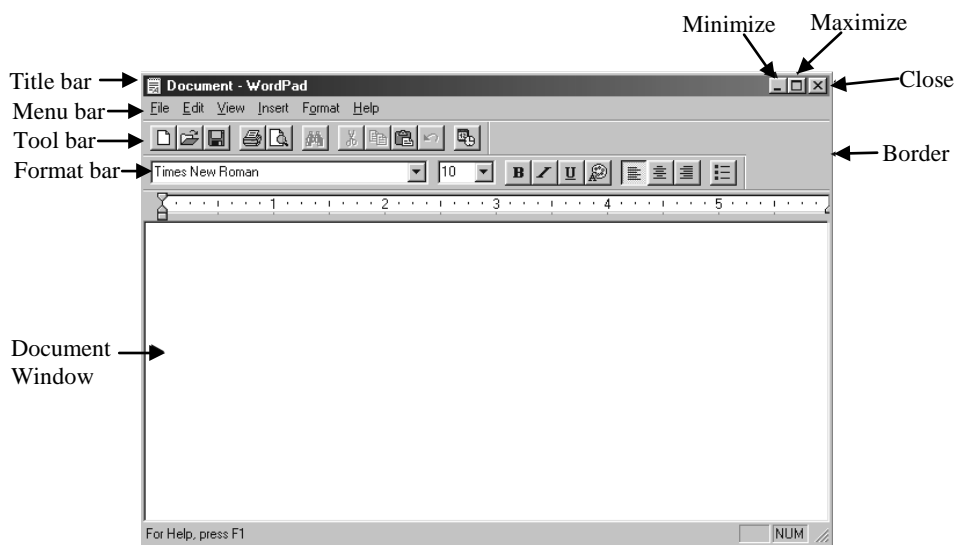 Minimize
Maximize
Title bar
Document - WordPad
Close
Menu bar
File Edit View Insert Format Help
Tool bar
Border
Format bar
Times New Roman
10
B I U
1 2 3 4 5
Document
Window
For Help, press F1
NUM